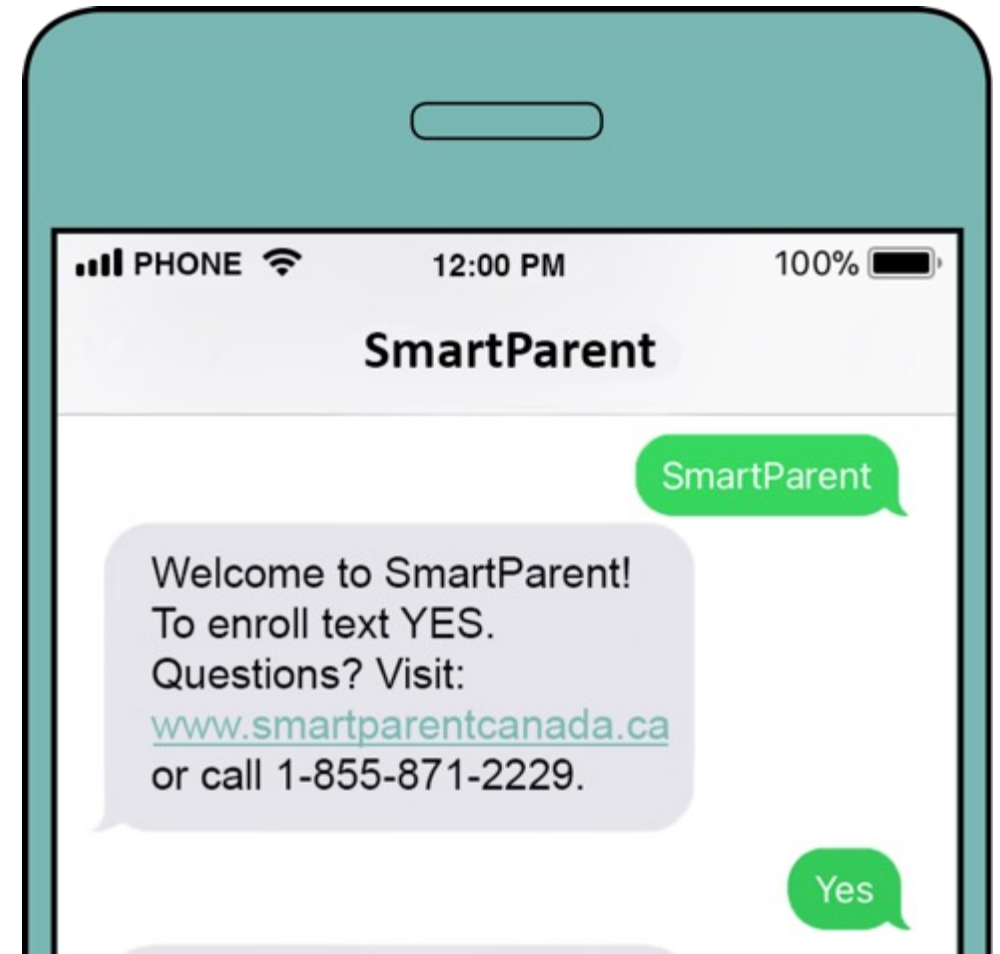 PHONE 12:00 PM 100%
SmartParent
SmartParent
Welcome to SmartParent!
To enroll text YES.
Questions? Visit:
www.smartparentcanada.ca
or call 1-855-871-2229.
Yes